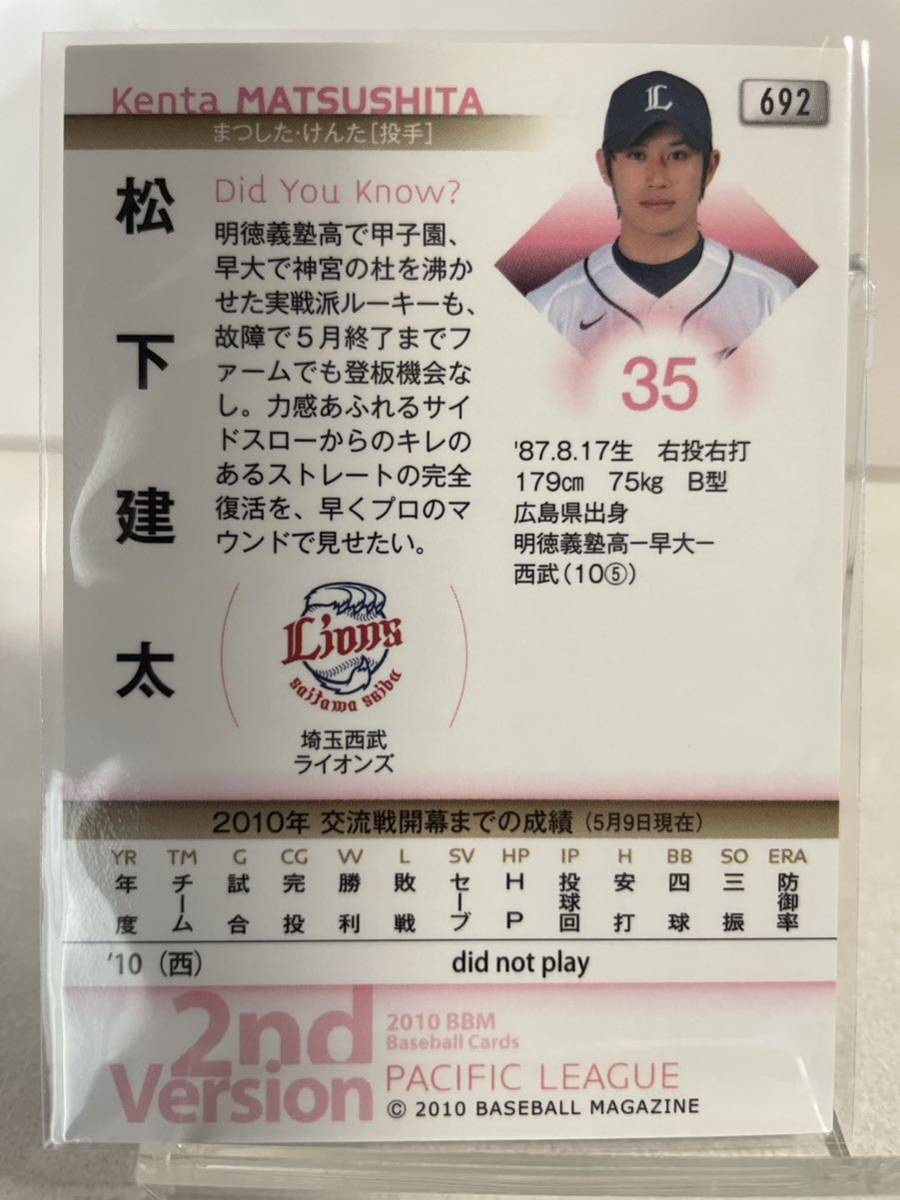 Kenta MATSUSHITA
692
まつした・けんた[投手]
松下建太
Did You Know?
明徳義塾高で甲子園、
早大で神宮の杜を沸か
せた実戦派ルーキーも、
故障で5月終了までフ
ァームでも登板機会な
し。力感あふれるサイ
ドスローからのキレの
あるストレートの完全
復活を、早くプロのマ
ウンドで見せたい。
L
35
'87.8.17生 右投右打
179㎝ 75㎏ B型
広島県出身
明徳義塾高ー早大ー
西武(10⑤)
Lions
saitama seibu
埼玉西武
ライオンズ
2010年 交流戦開幕までの成績(5月9日現在)
YR TM G CG W L SV HP IP H BB SO ERA
年度 チーム 試合 完投 勝利 敗戦 セーブ HP 投球回 安打 四球 三振 防御率
'10 (西) did not play
2nd
Version
2010 BBM
Baseball Cards
PACIFIC LEAGUE
© 2010 BASEBALL MAGAZINE